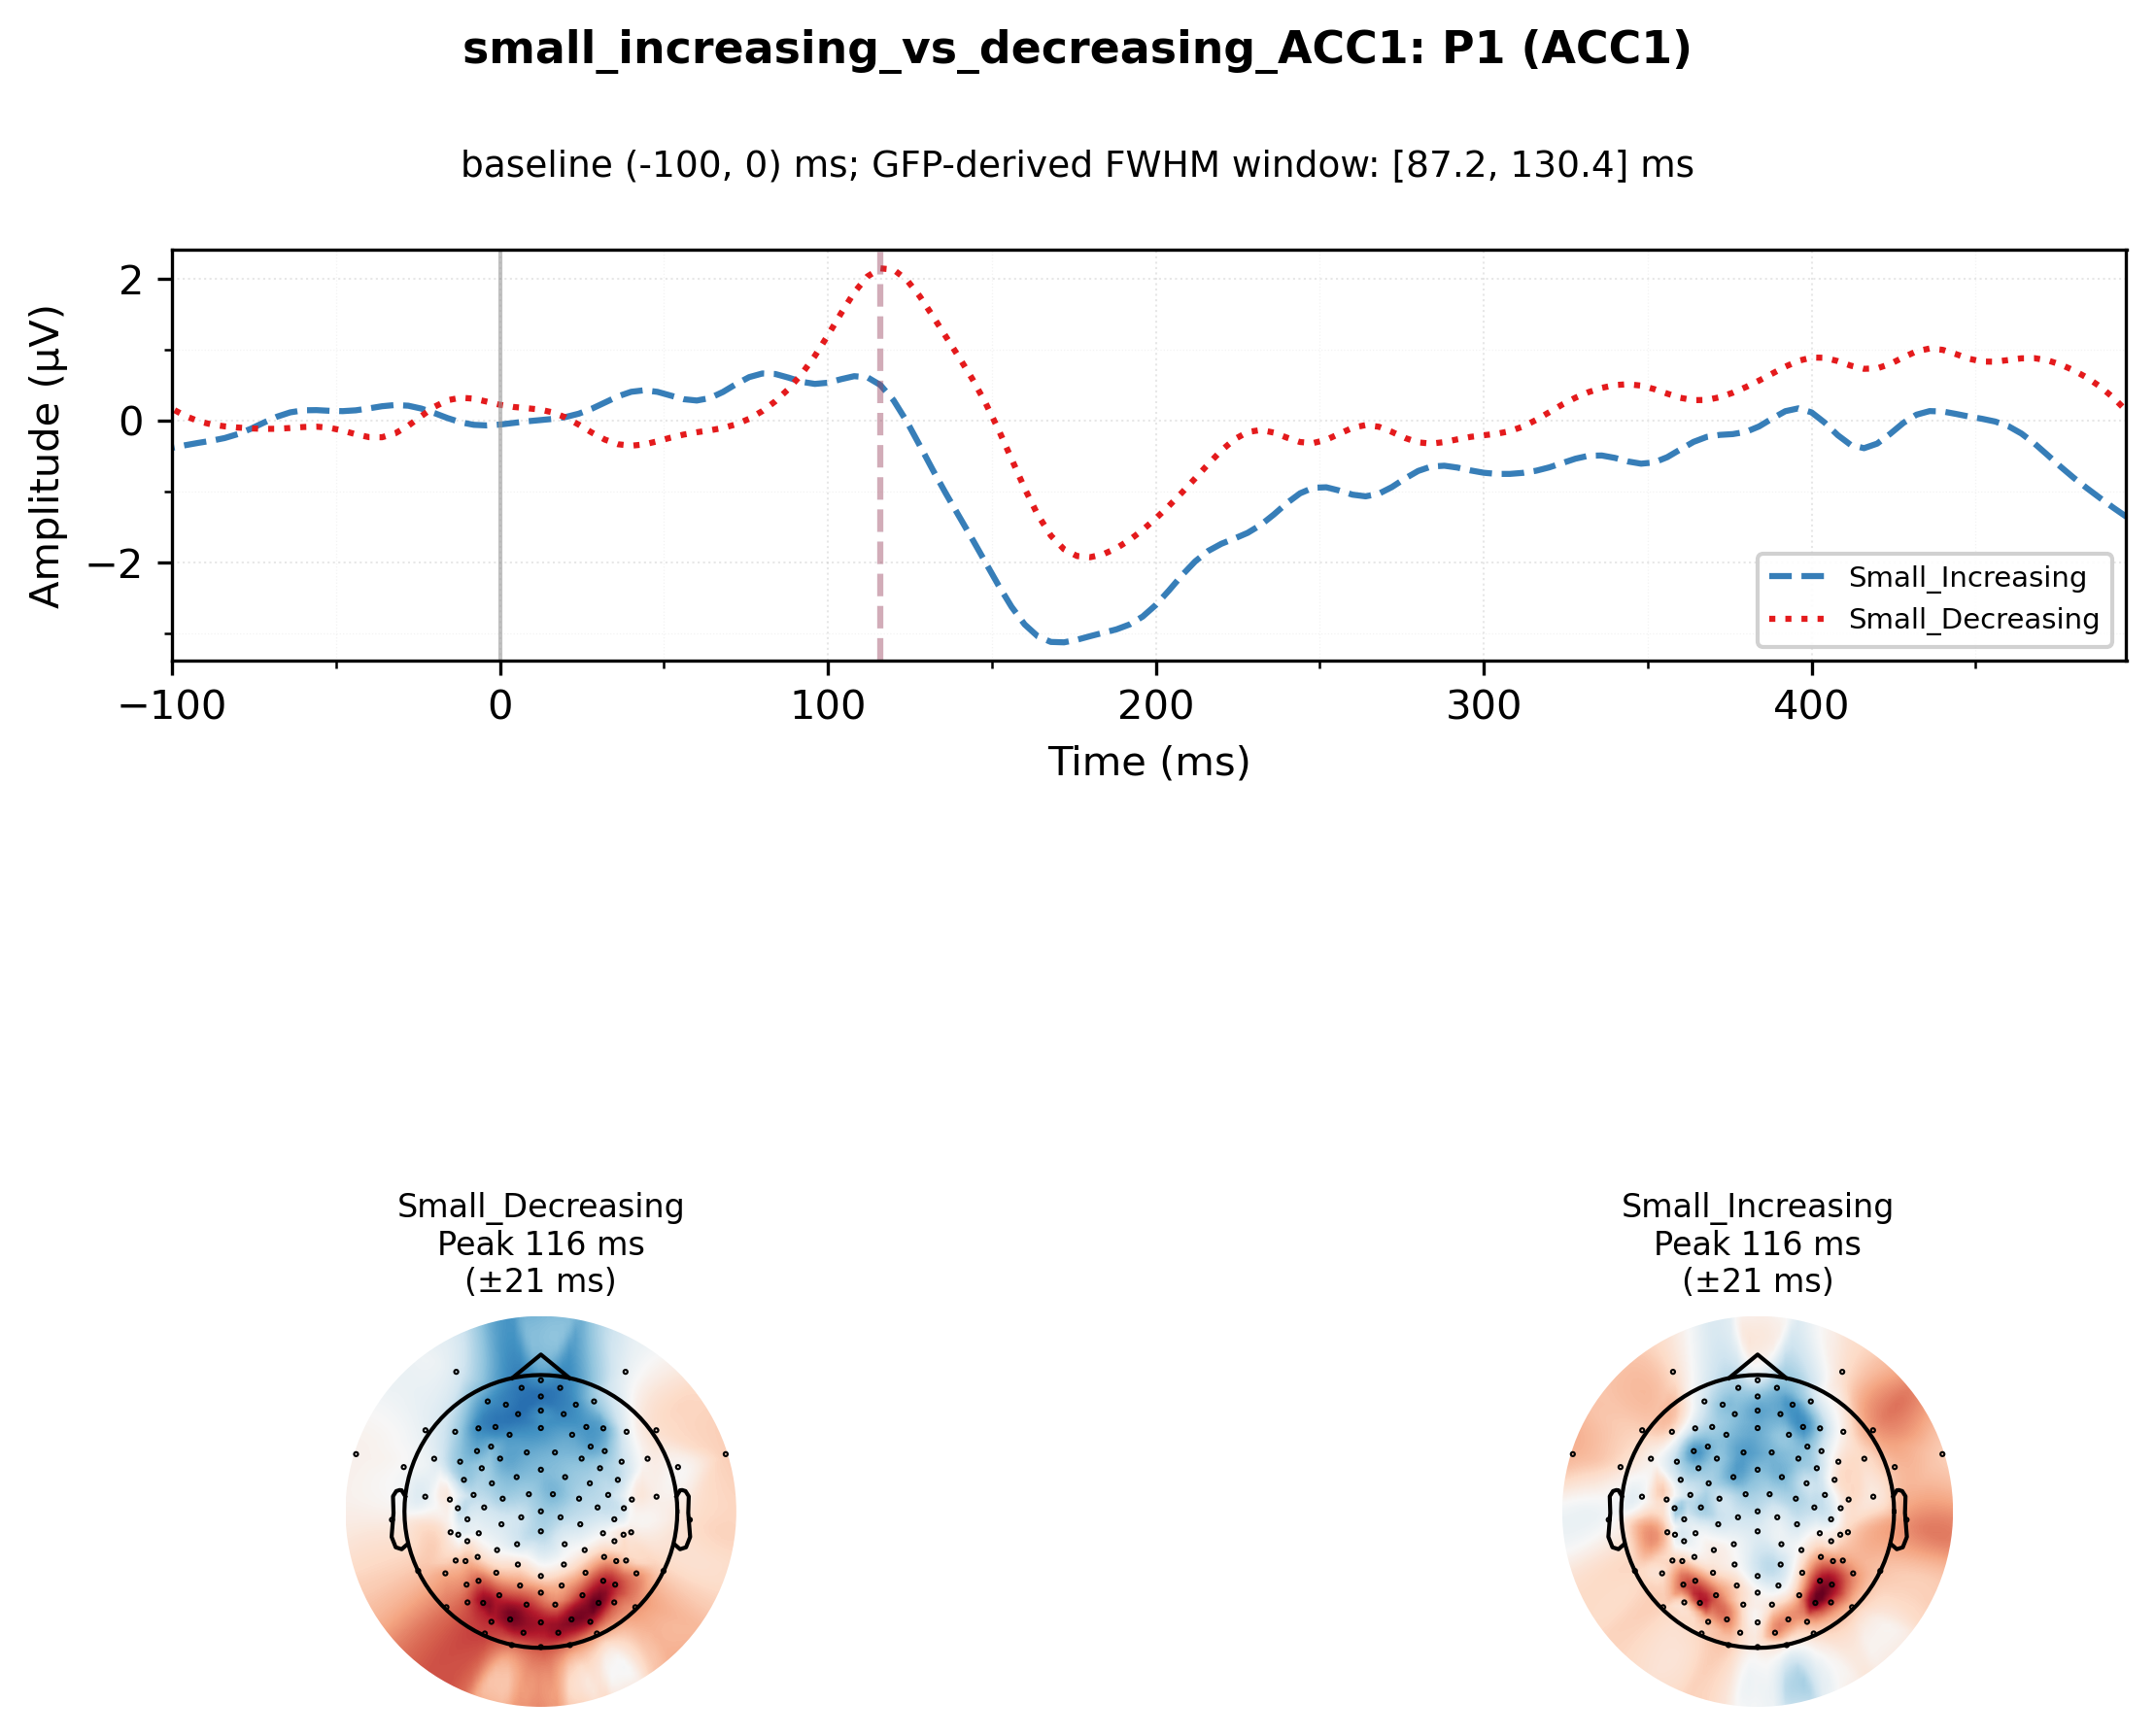 small_increasing_vs_decreasing_ACC1: P1 (ACC1)
baseline (-100, 0) ms; GFP-derived FWHM window: [87.2, 130.4] ms
Amplitude (µV)
2
0
−2
Small_Increasing
Small_Decreasing
−100
0
100
200
300
400
Time (ms)
Small_Decreasing
Peak 116 ms
(±21 ms)
Small_Increasing
Peak 116 ms
(±21 ms)